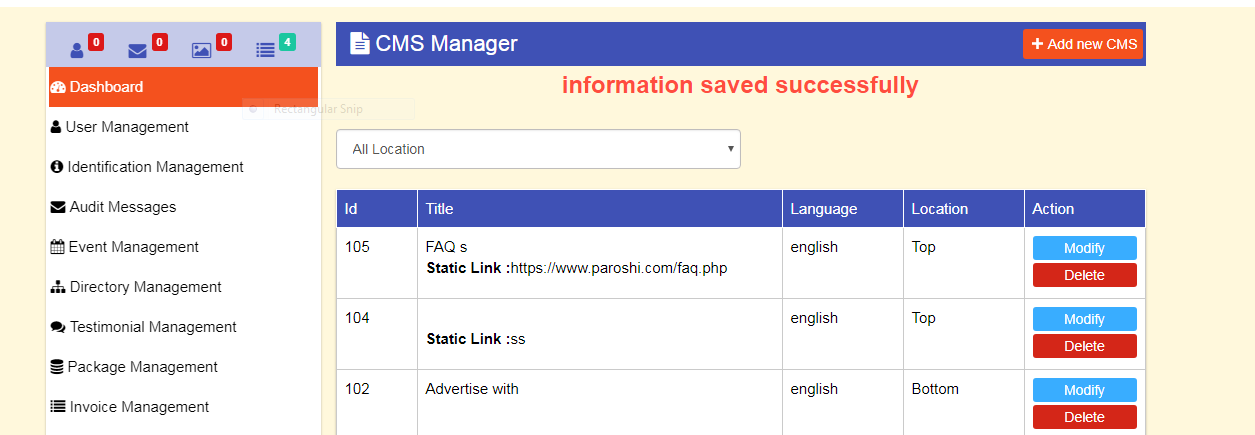 0 0 0 4
CMS Manager
+ Add new CMS
Dashboard
information saved successfully
Rectangular Snip
User Management
All Location
Identification Management
Audit Messages
Id Title Language Location Action
Event Management
105 FAQ s english Top Modify
Static Link :https://www.paroshi.com/faq.php Delete
Directory Management
104 english Top Modify
Testimonial Management
Static Link :ss Delete
Package Management
102 Advertise with english Bottom Modify
Invoice Management
Delete